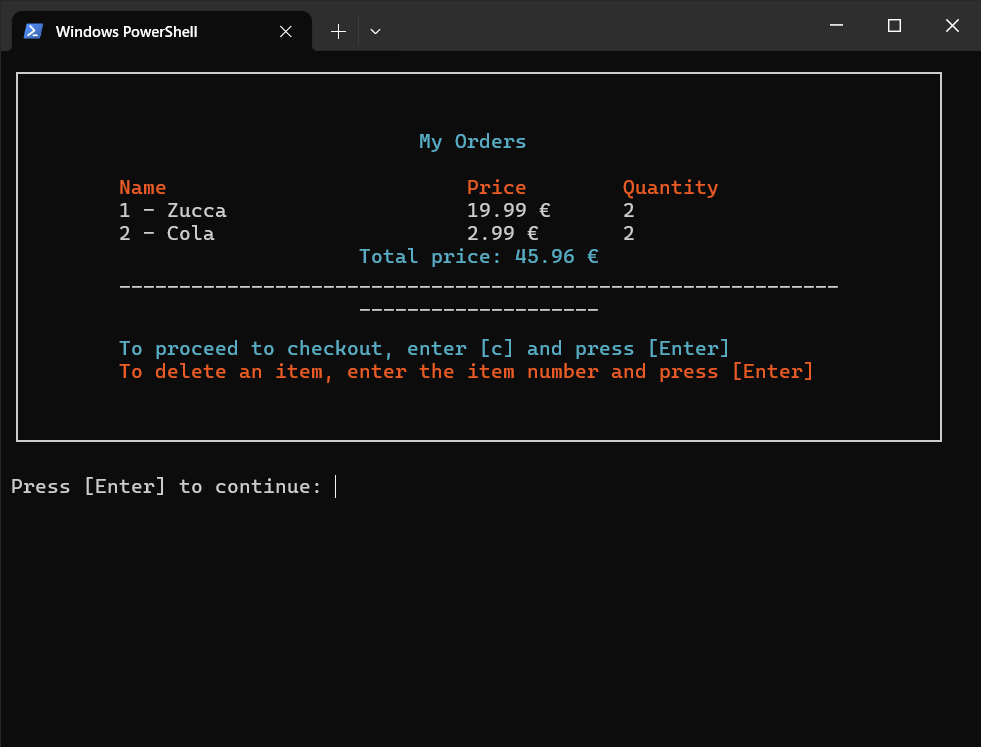 Windows PowerShell
My Orders
Name Price Quantity
1 - Zucca 19.99 € 2
2 - Cola 2.99 € 2
Total price: 45.96 €
------------------------------------------------------------
--------------------
To proceed to checkout, enter [c] and press [Enter]
To delete an item, enter the item number and press [Enter]
Press [Enter] to continue: